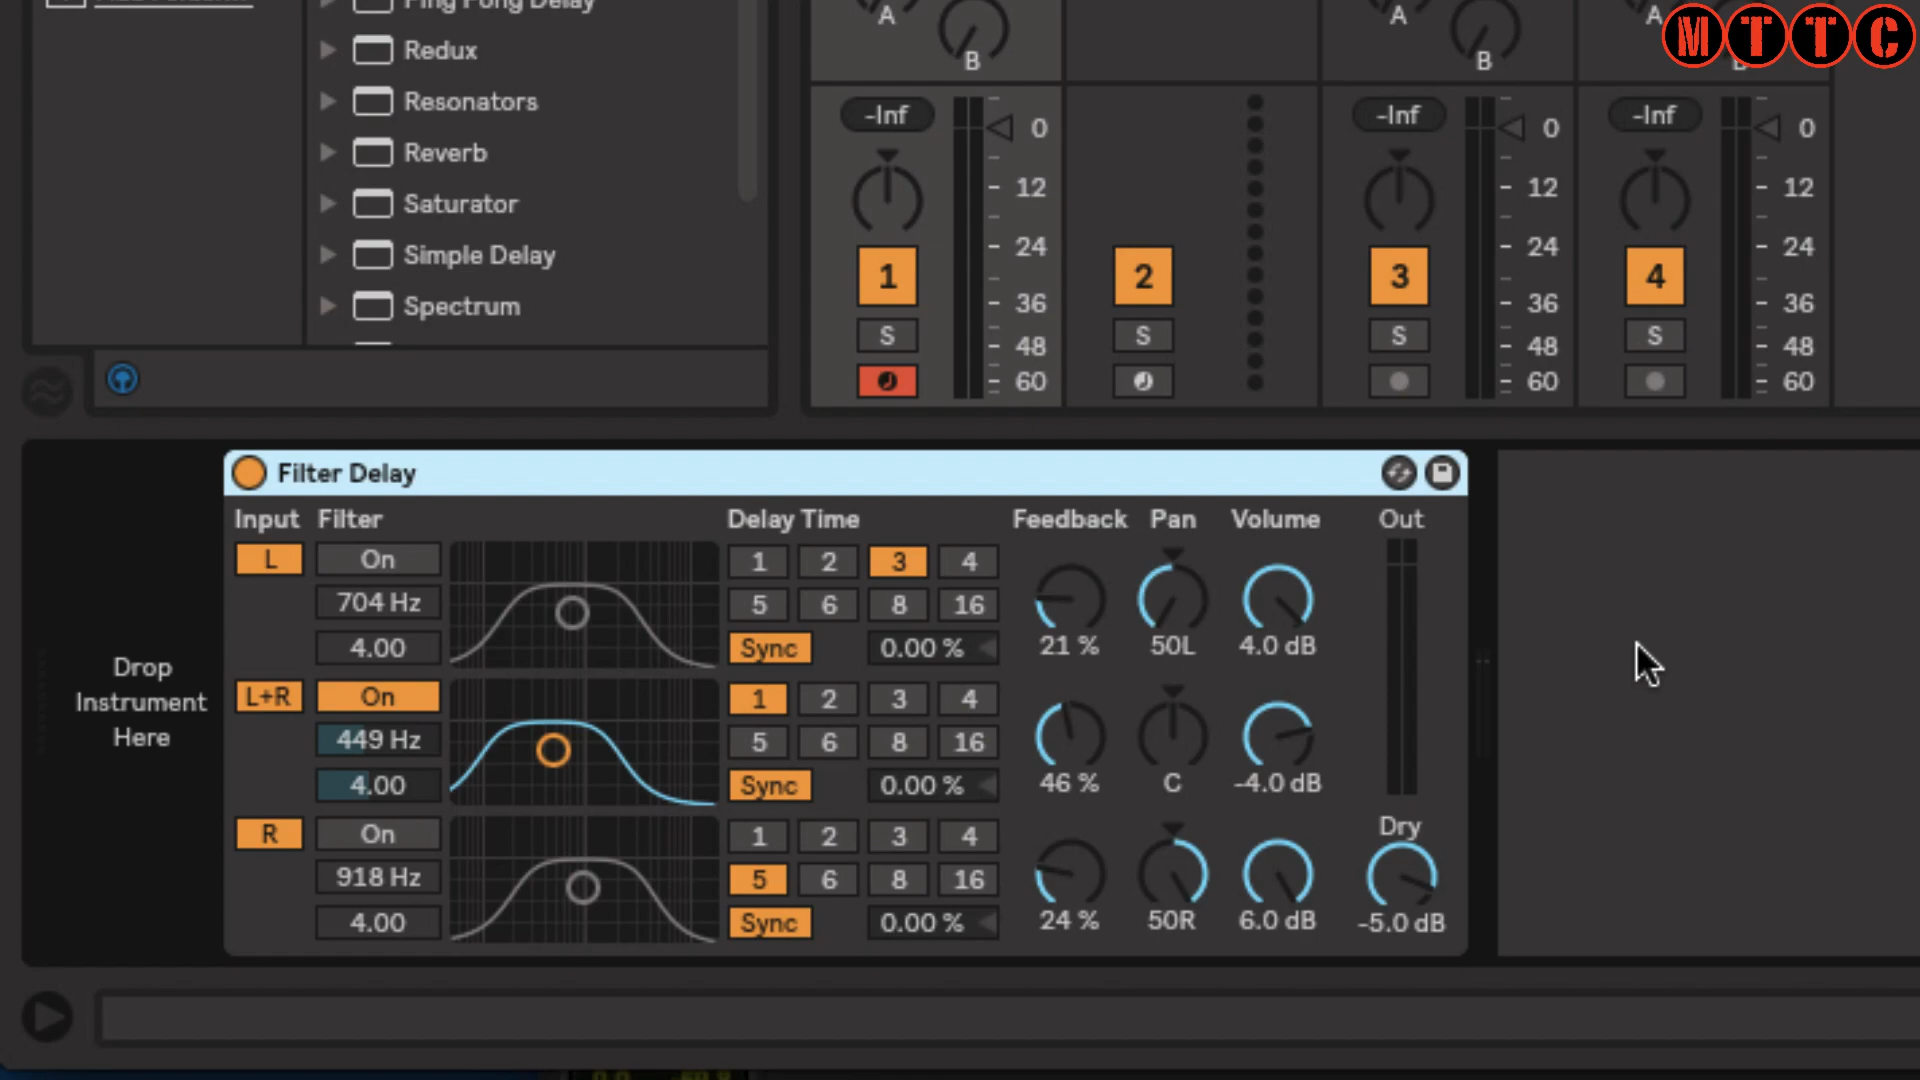 Ping Pong Delay
Redux
Resonators
Reverb
Saturator
Simple Delay
Spectrum
A
B
-Inf
0
12
24
36
48
60
1
S
2
S
A
B
-Inf
0
12
24
36
48
60
3
S
A
-Inf
0
12
24
36
48
60
4
S
MTTC
Drop
Instrument
Here
Filter Delay
Input Filter Delay Time Feedback Pan Volume Out
L On 1 2 3 4
704 Hz 5 6 8 16
4.00 Sync 0.00 % 21 % 50L 4.0 dB
L+R On 1 2 3 4
449 Hz 5 6 8 16
4.00 Sync 0.00 % 46 % C -4.0 dB
R On 1 2 3 4 Dry
918 Hz 5 6 8 16
4.00 Sync 0.00 % 24 % 50R 6.0 dB -5.0 dB